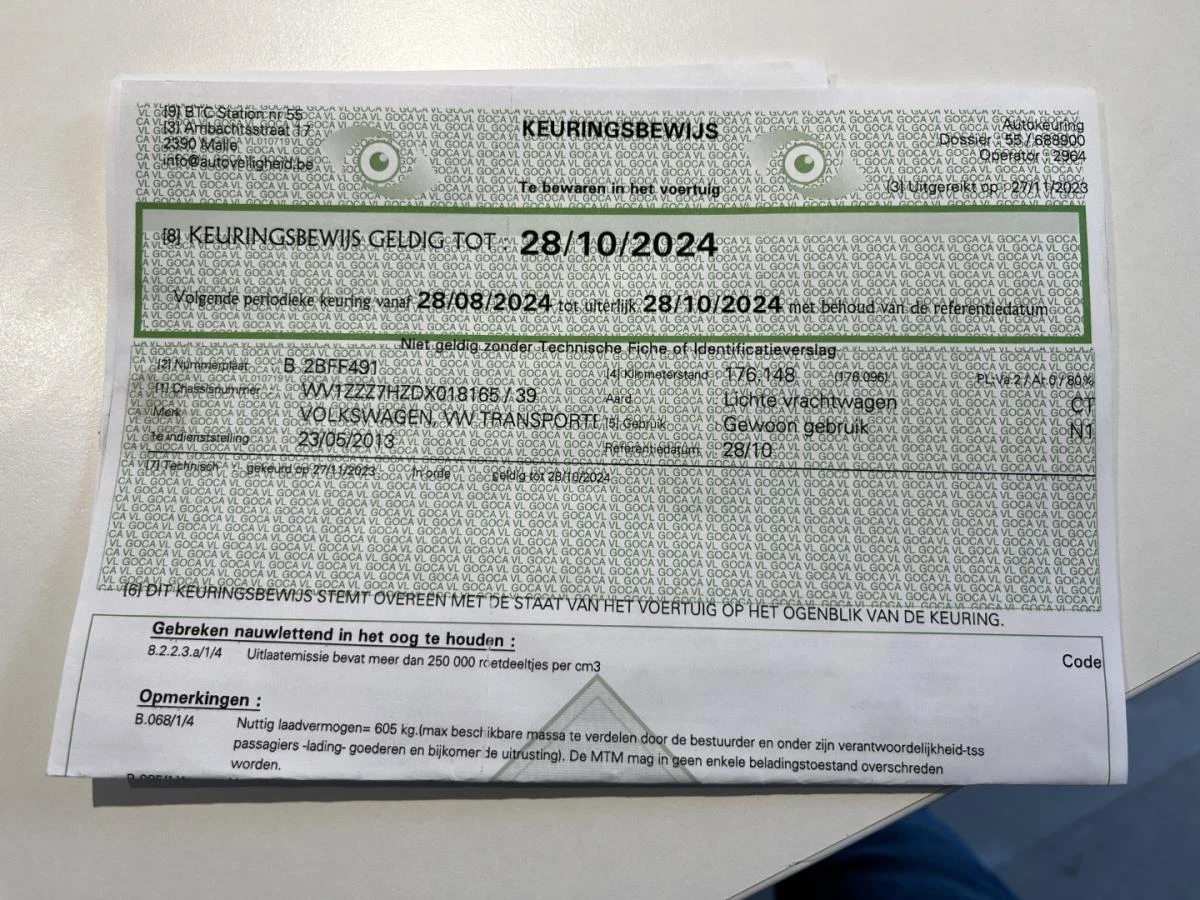 [9] BTC Station nr 55
[3] Ambachtsstraat 17
2390 Malle
info@autoveiligheid.be
KEURINGSBEWIJS
Te bewaren in het voertuig
Autokeuring
Dossier : 55 / 688900
Operator : 2964
[3] Uitgereikt op : 27/11/2023
[8] KEURINGSBEWIJS GELDIG TOT : 28/10/2024
Volgende periodieke keuring vanaf 28/08/2024 tot uiterlijk 28/10/2024 met behoud van de referentiedatum
Niet geldig zonder Technische Fiche of Identificatieverslag
[2] Nummerplaat B 2BFF491 [4] Kilometerstand 176.148 (176.096) PL-Va 2 / Ar 0 / 80%
[1] Chassisnummer WV1ZZZ7HZDX018165 / 39 Aard Lichte vrachtwagen CT
Merk VOLKSWAGEN, VW TRANSPORTE [5] Gebruik Gewoon gebruik N1
1e indienststelling 23/05/2013 Referentiedatum 28/10
[7] Technisch gekeurd op 27/11/2023 In orde geldig tot 28/10/2024
[6] DIT KEURINGSBEWIJS STEMT OVEREEN MET DE STAAT VAN HET VOERTUIG OP HET OGENBLIK VAN DE KEURING.
Gebreken nauwlettend in het oog te houden :
Code
8.2.2.3.a/1/4 Uitlaatemissie bevat meer dan 250 000 roetdeeltjes per cm3
Opmerkingen :
B.068/1/4 Nuttig laadvermogen= 605 kg.(max beschikbare massa te verdelen door de bestuurder en onder zijn verantwoordelijkheid-tss
passagiers -lading- goederen en bijkomende uitrusting). De MTM mag in geen enkele beladingstoestand overschreden
worden.